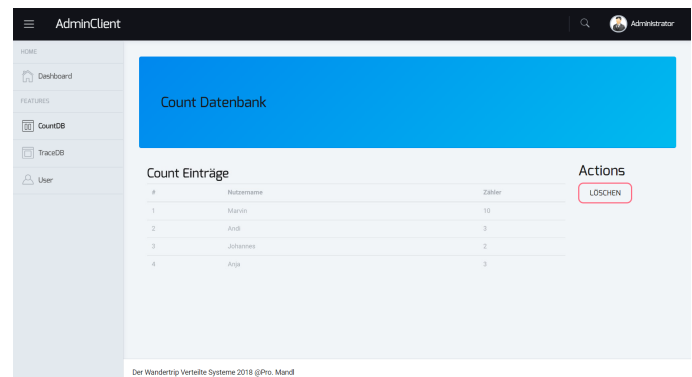 AdminClient
Administrator
HOME
Dashboard
FEATURES
CountDB
TraceDB
User
Count Datenbank
Count Einträge
# Nutzername Zähler
1 Marvin 10
2 Andi 3
3 Johannes 2
4 Anja 3
Actions
LÖSCHEN
Der Wandertrip Verteilte Systeme 2018 @Pro. Mandl